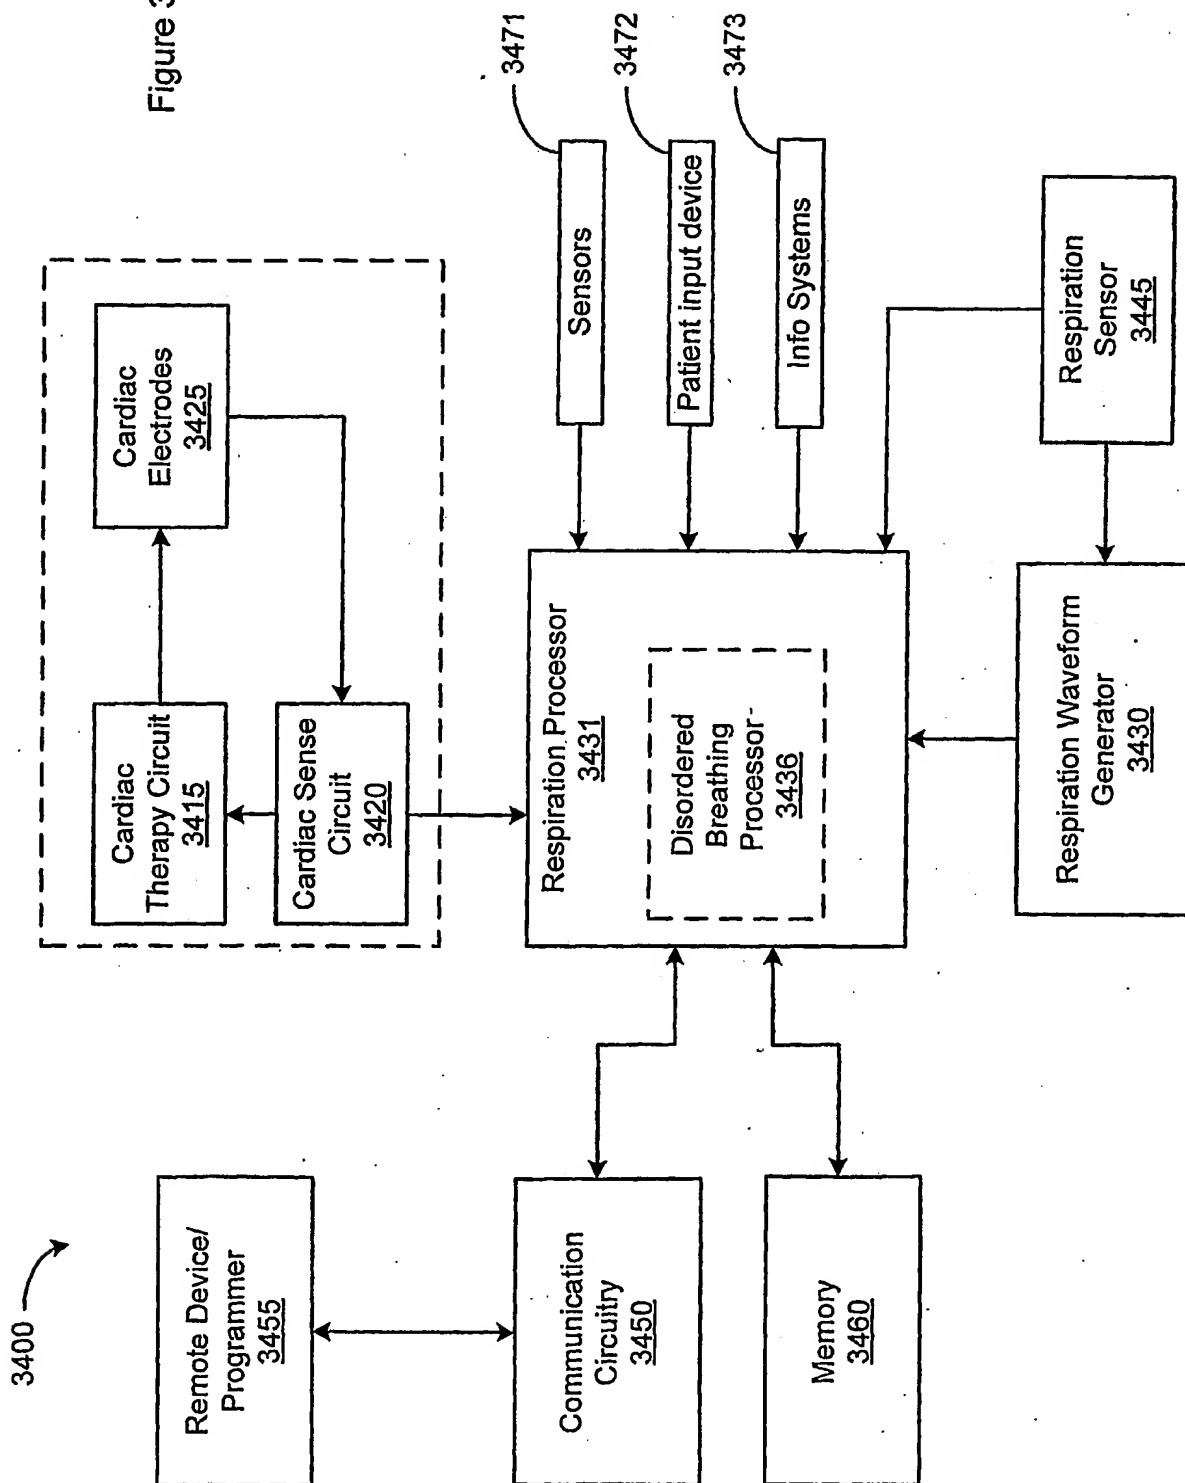 3400
Figure 3
Remote Device/
Programmer
3455
Communication
Circuitry
3450
Memory
3460
Cardiac
Therapy Circuit
3415
Cardiac
Electrodes
3425
Cardiac Sense
Circuit
3420
Respiration Processor
3431
Disordered
Breathing
Processor-
3436
Sensors
3471
Patient input device
3472
Info Systems
3473
Respiration Waveform
Generator
3430
Respiration
Sensor
3445